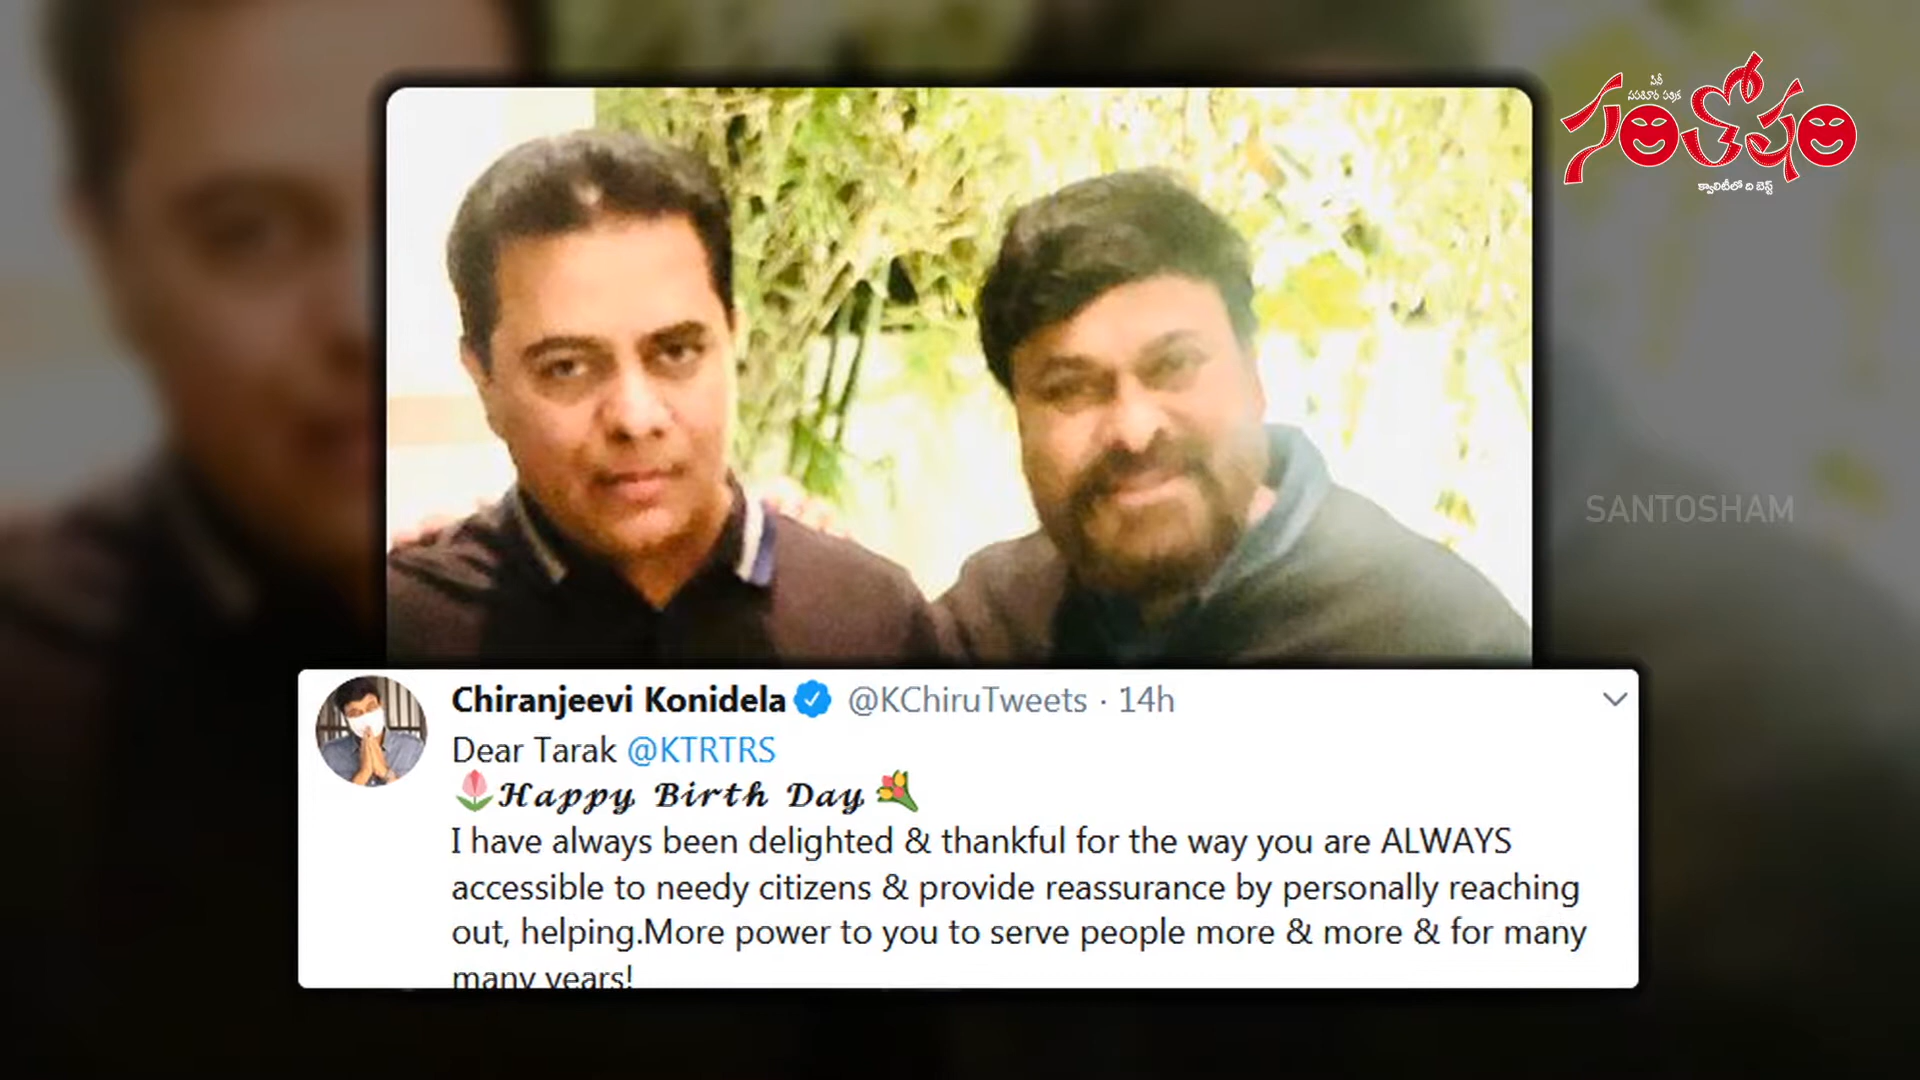 సినీ
సపరివార పత్రిక
సంతోషం
క్వాలిటీలో ది బెస్ట్
SANTOSHAM
Chiranjeevi Konidela @KChiruTweets · 14h
Dear Tarak @KTRTRS
🌷𝓗𝓪𝓹𝓹𝔂 𝓑𝓲𝓻𝓽𝓱 𝓓𝓪𝔂 💐
I have always been delighted & thankful for the way you are ALWAYS
accessible to needy citizens & provide reassurance by personally reaching
out, helping.More power to you to serve people more & more & for many
many years!